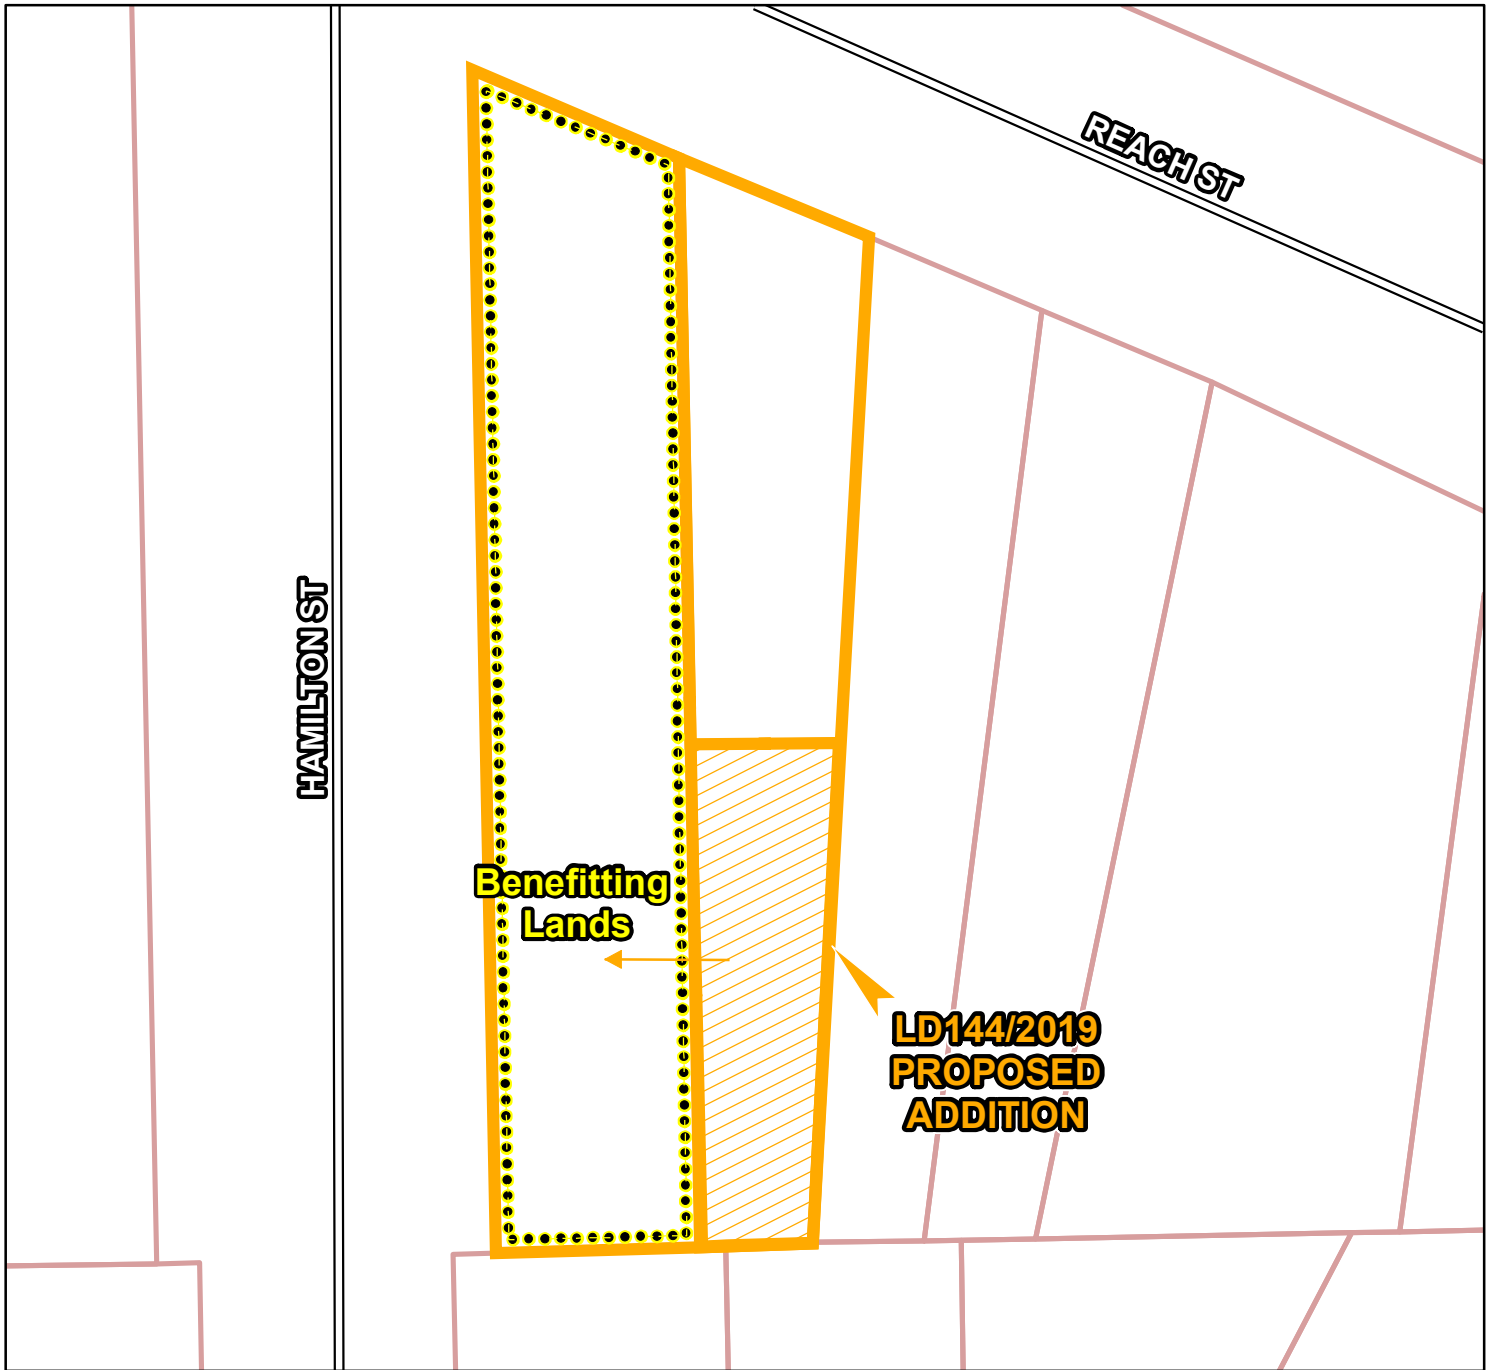 REACH ST
HAMILTON ST
Benefitting
Lands
LD144/2019
PROPOSED
ADDITION